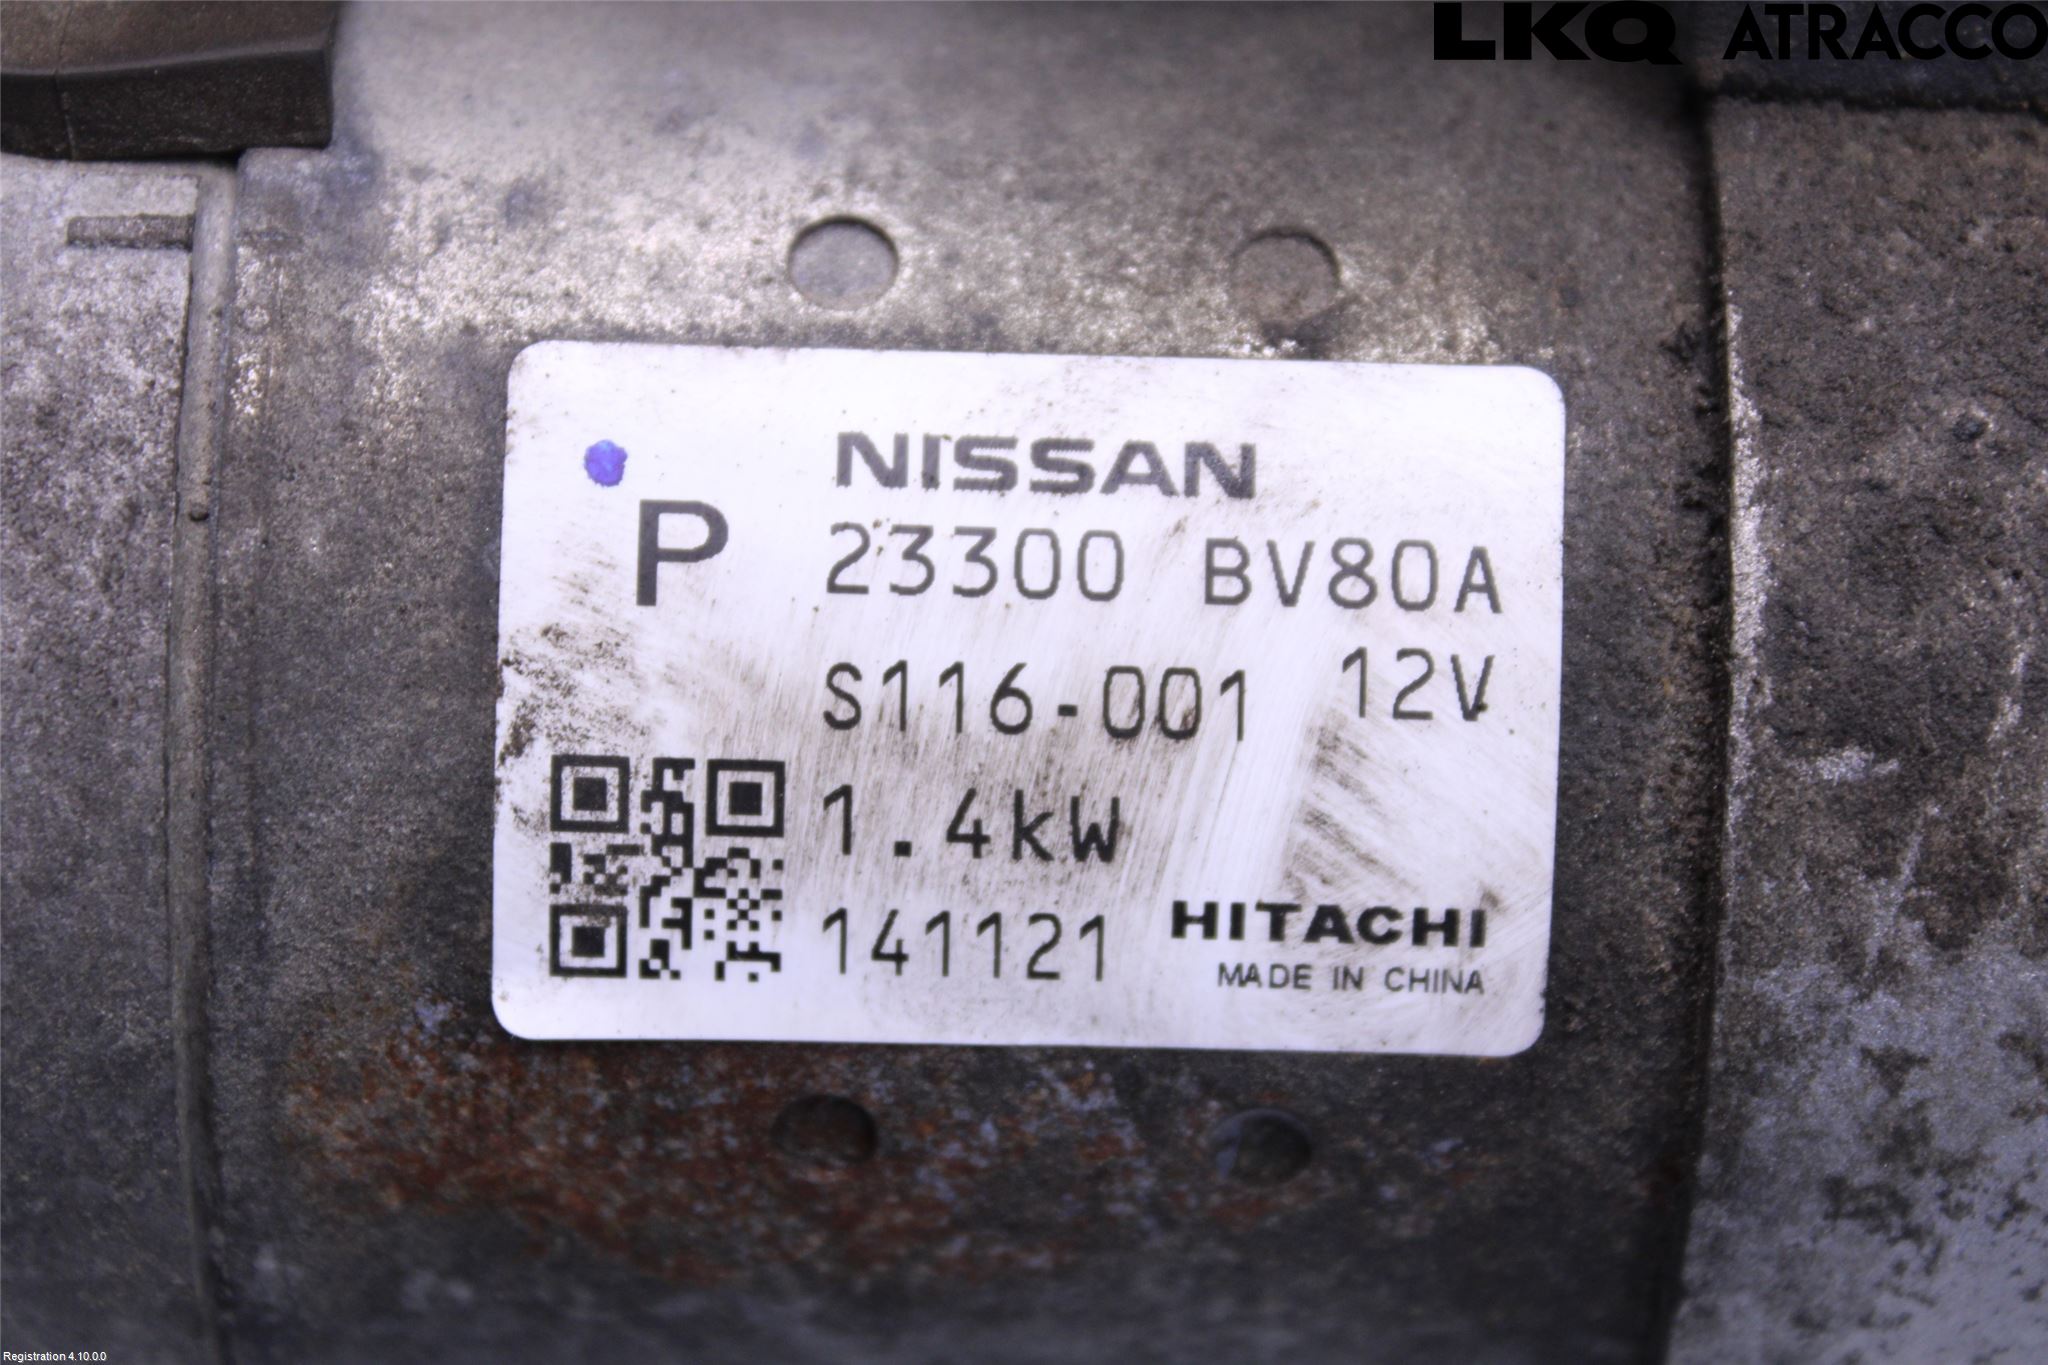 LKQ ATRACCO
NISSAN
P 23300 BV80A
S116-001 12V
1.4kW
141121 HITACHI
MADE IN CHINA
Registration 4.10.0.0